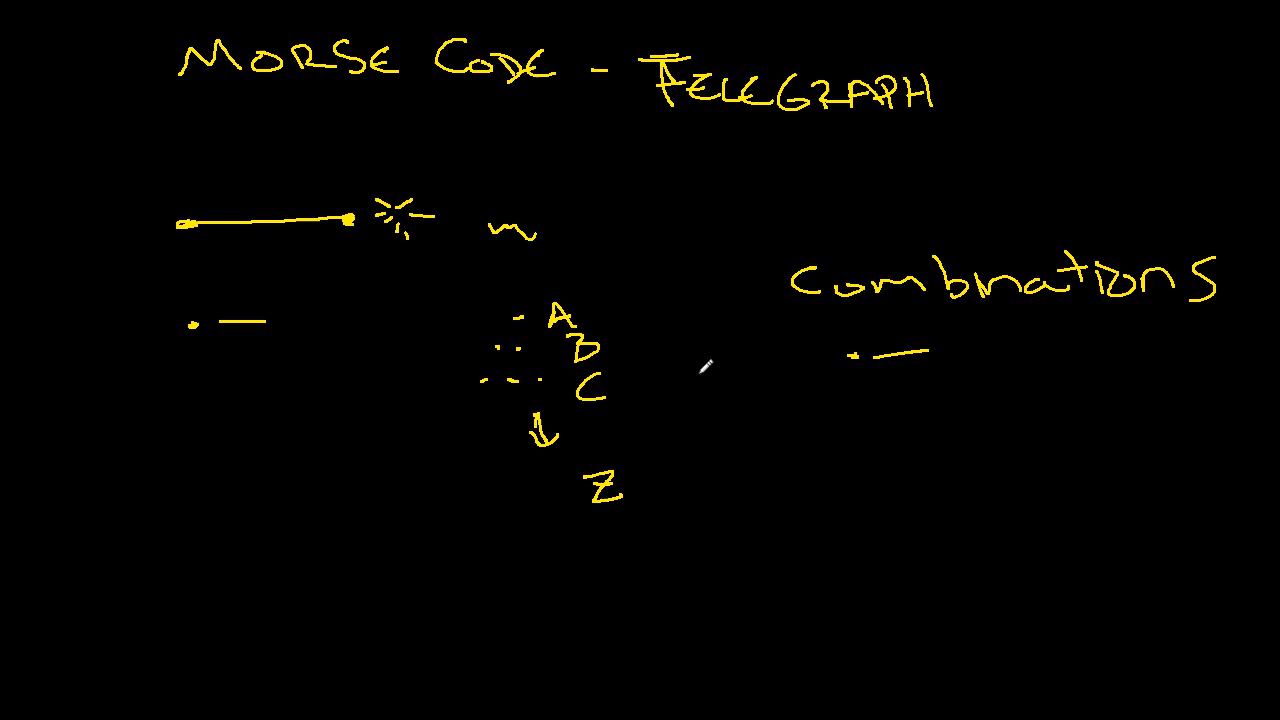 MORSE CODE - TELEGRAPH
m
Combinations
. —
- A
. . B
. - - . C
Z
. —